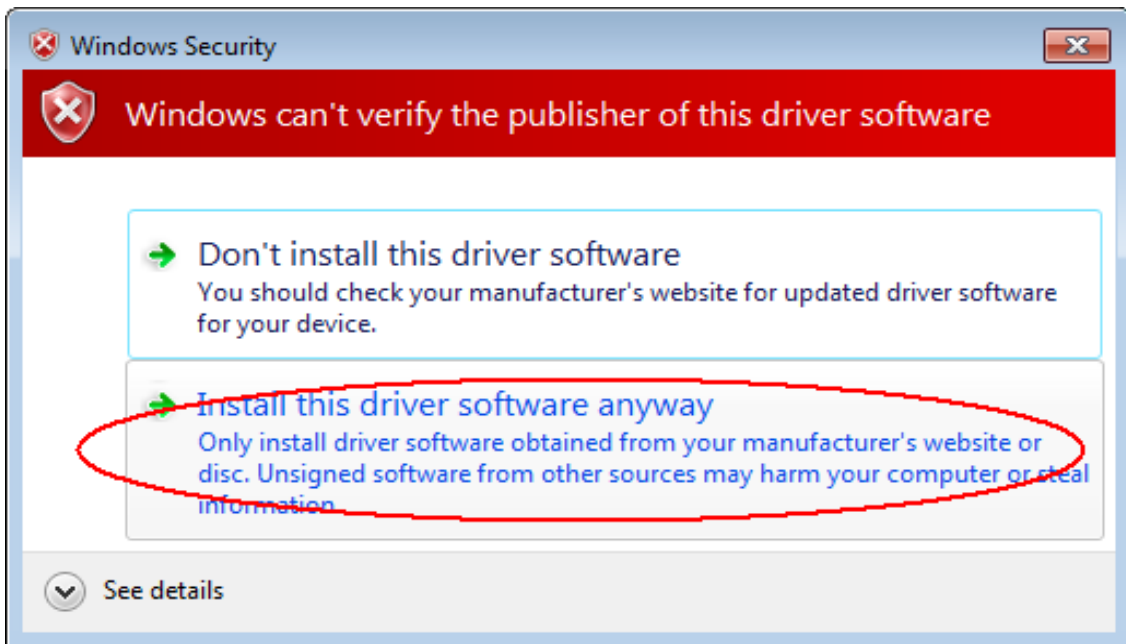 Windows Security
Windows can't verify the publisher of this driver software
Don't install this driver software
You should check your manufacturer's website for updated driver software
for your device.
Install this driver software anyway
Only install driver software obtained from your manufacturer's website or
disc. Unsigned software from other sources may harm your computer or steal
information.
See details